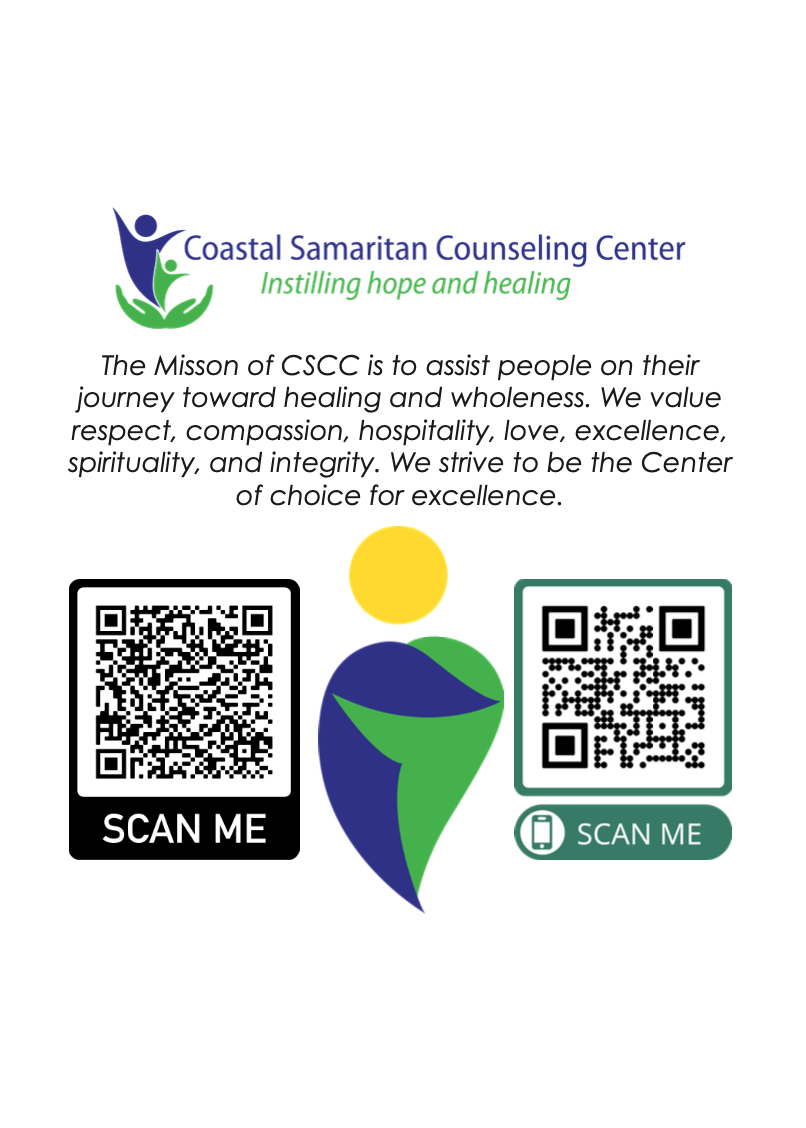 Coastal Samaritan Counseling Center
Instilling hope and healing
The Misson of CSCC is to assist people on their
journey toward healing and wholeness. We value
respect, compassion, hospitality, love, excellence,
spirituality, and integrity. We strive to be the Center
of choice for excellence.
SCAN ME
SCAN ME